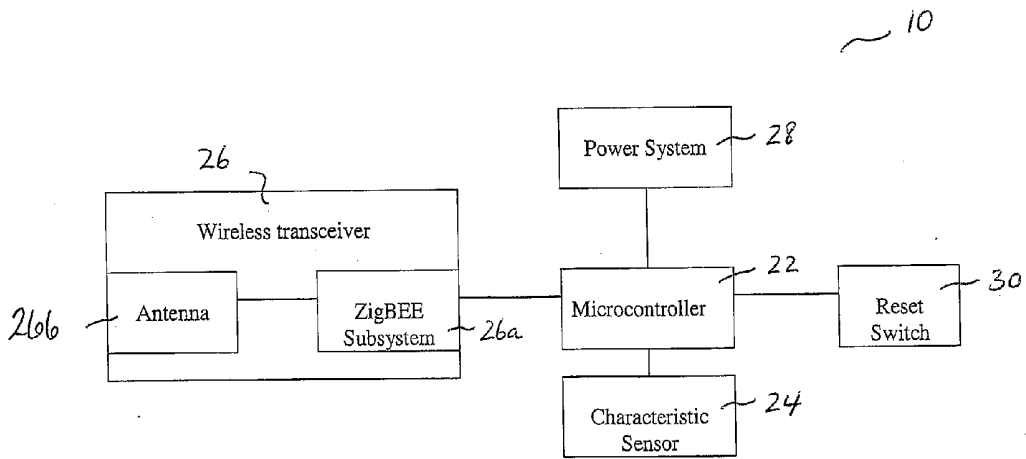 10
Power System
28
26
Wireless transceiver
Antenna
26b
ZigBEE
Subsystem
26a
Microcontroller
22
Reset
Switch
30
Characteristic
Sensor
24